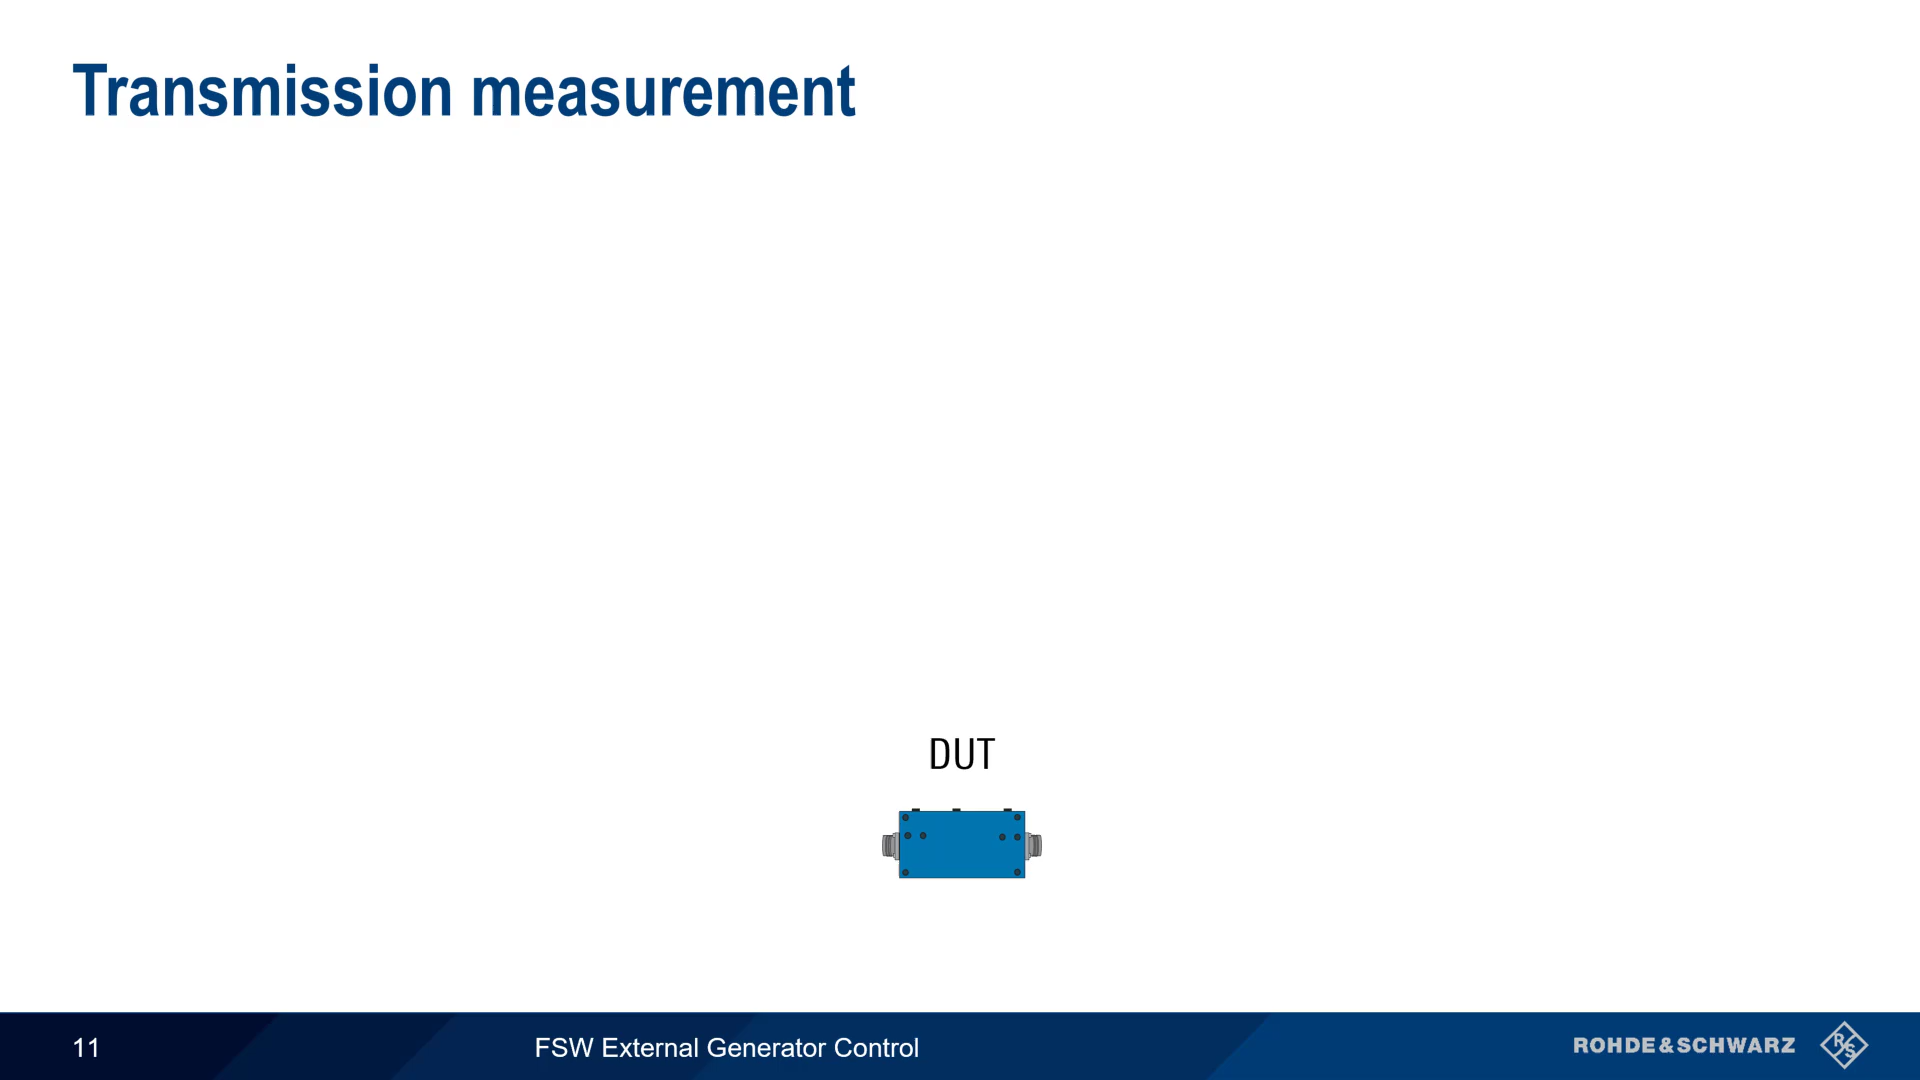 Transmission measurement
DUT
11
FSW External Generator Control
ROHDE&SCHWARZ
R&S